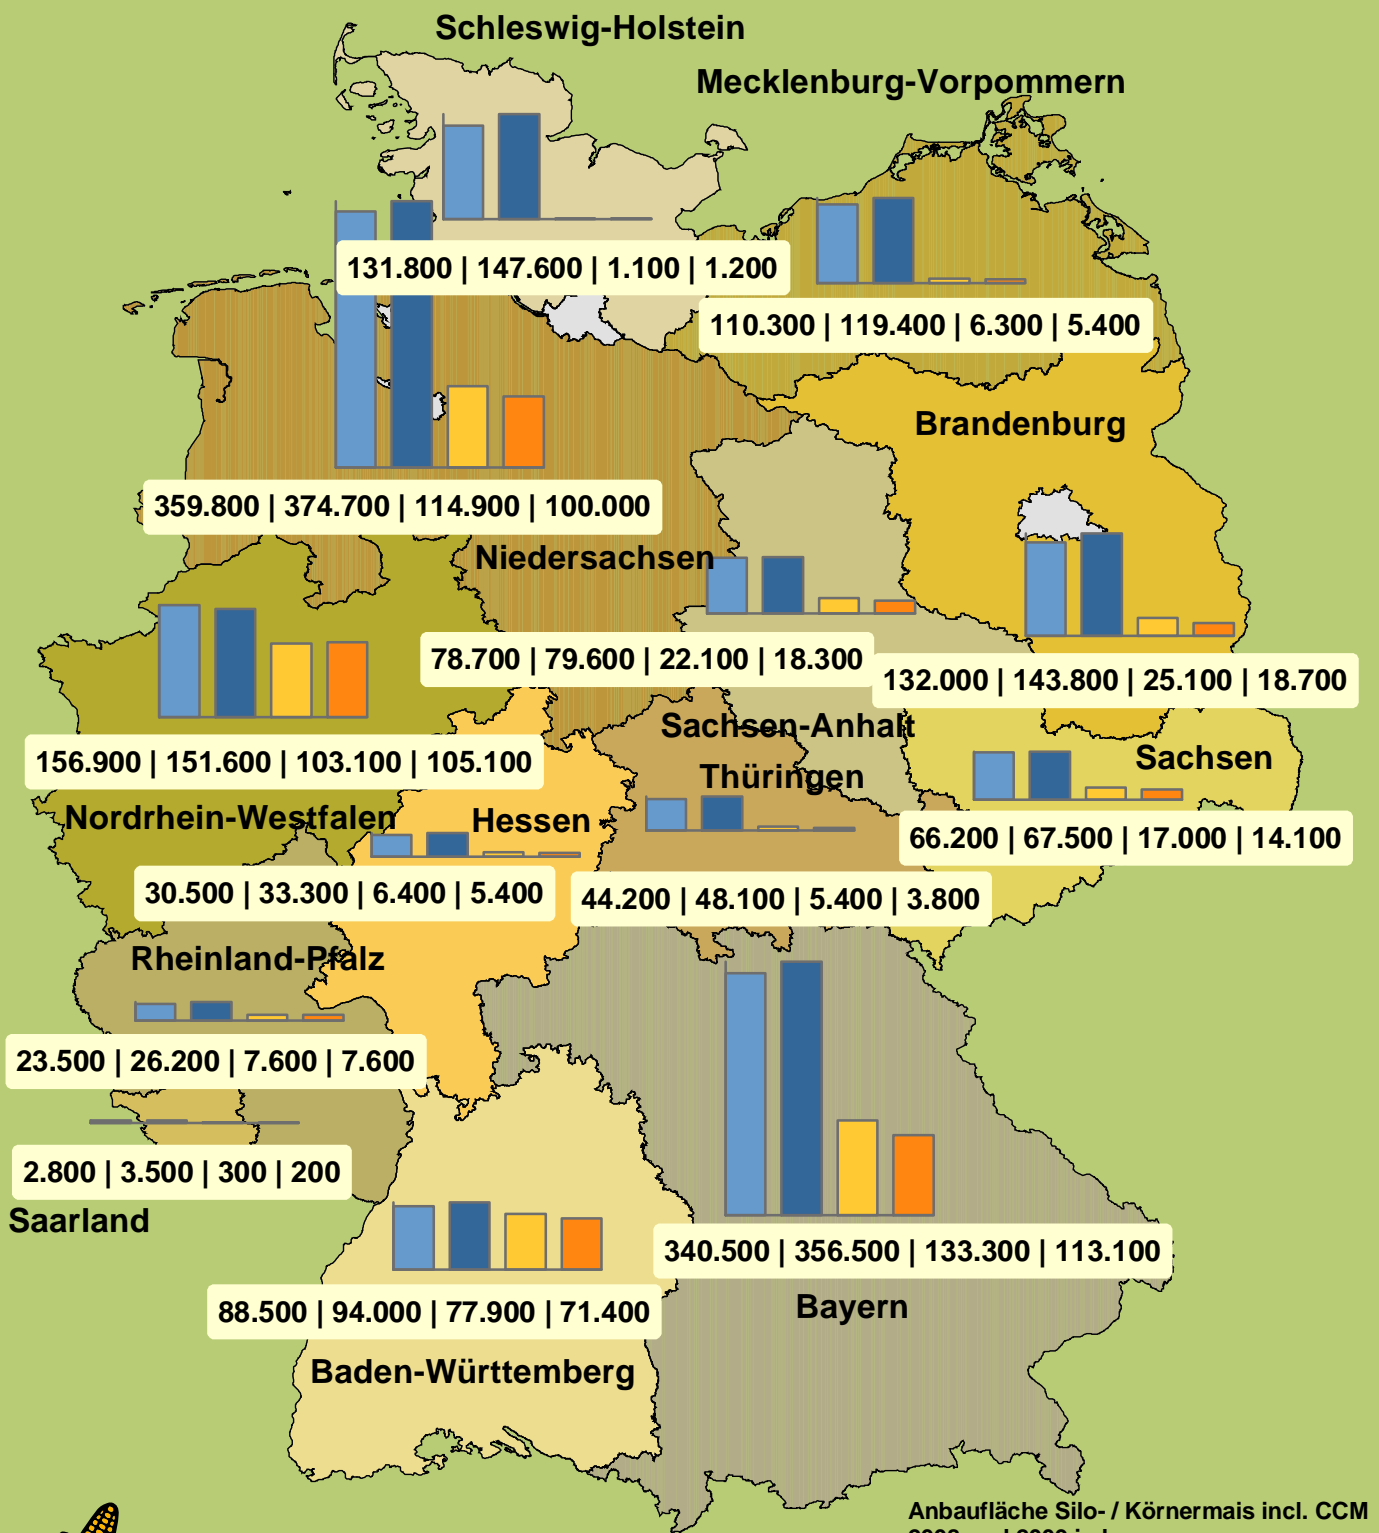 Schleswig-Holstein
Mecklenburg-Vorpommern
131.800 | 147.600 | 1.100 | 1.200
110.300 | 119.400 | 6.300 | 5.400
Brandenburg
359.800 | 374.700 | 114.900 | 100.000
Niedersachsen
78.700 | 79.600 | 22.100 | 18.300
132.000 | 143.800 | 25.100 | 18.700
Sachsen-Anhalt
156.900 | 151.600 | 103.100 | 105.100
Sachsen
Thüringen
Nordrhein-Westfalen
Hessen
66.200 | 67.500 | 17.000 | 14.100
30.500 | 33.300 | 6.400 | 5.400
44.200 | 48.100 | 5.400 | 3.800
Rheinland-Pfalz
23.500 | 26.200 | 7.600 | 7.600
2.800 | 3.500 | 300 | 200
Saarland
340.500 | 356.500 | 133.300 | 113.100
88.500 | 94.000 | 77.900 | 71.400
Bayern
Baden-Württemberg
Anbaufläche Silo- / Körnermais incl. CCM